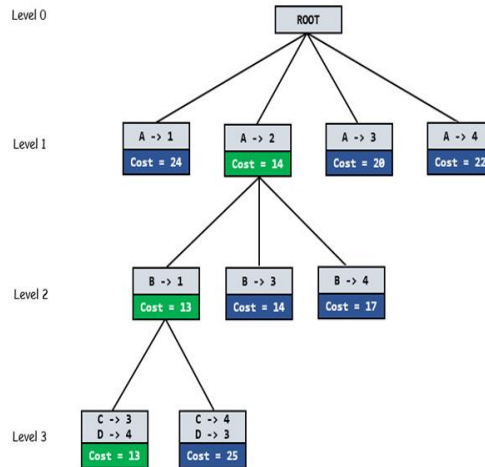 Level 0
ROOT
Level 1
A -> 1
Cost = 24
A -> 2
Cost = 14
A -> 3
Cost = 20
A -> 4
Cost = 22
Level 2
B -> 1
Cost = 13
B -> 3
Cost = 14
B -> 4
Cost = 17
Level 3
C -> 3
D -> 4
Cost = 13
C -> 4
D -> 3
Cost = 25